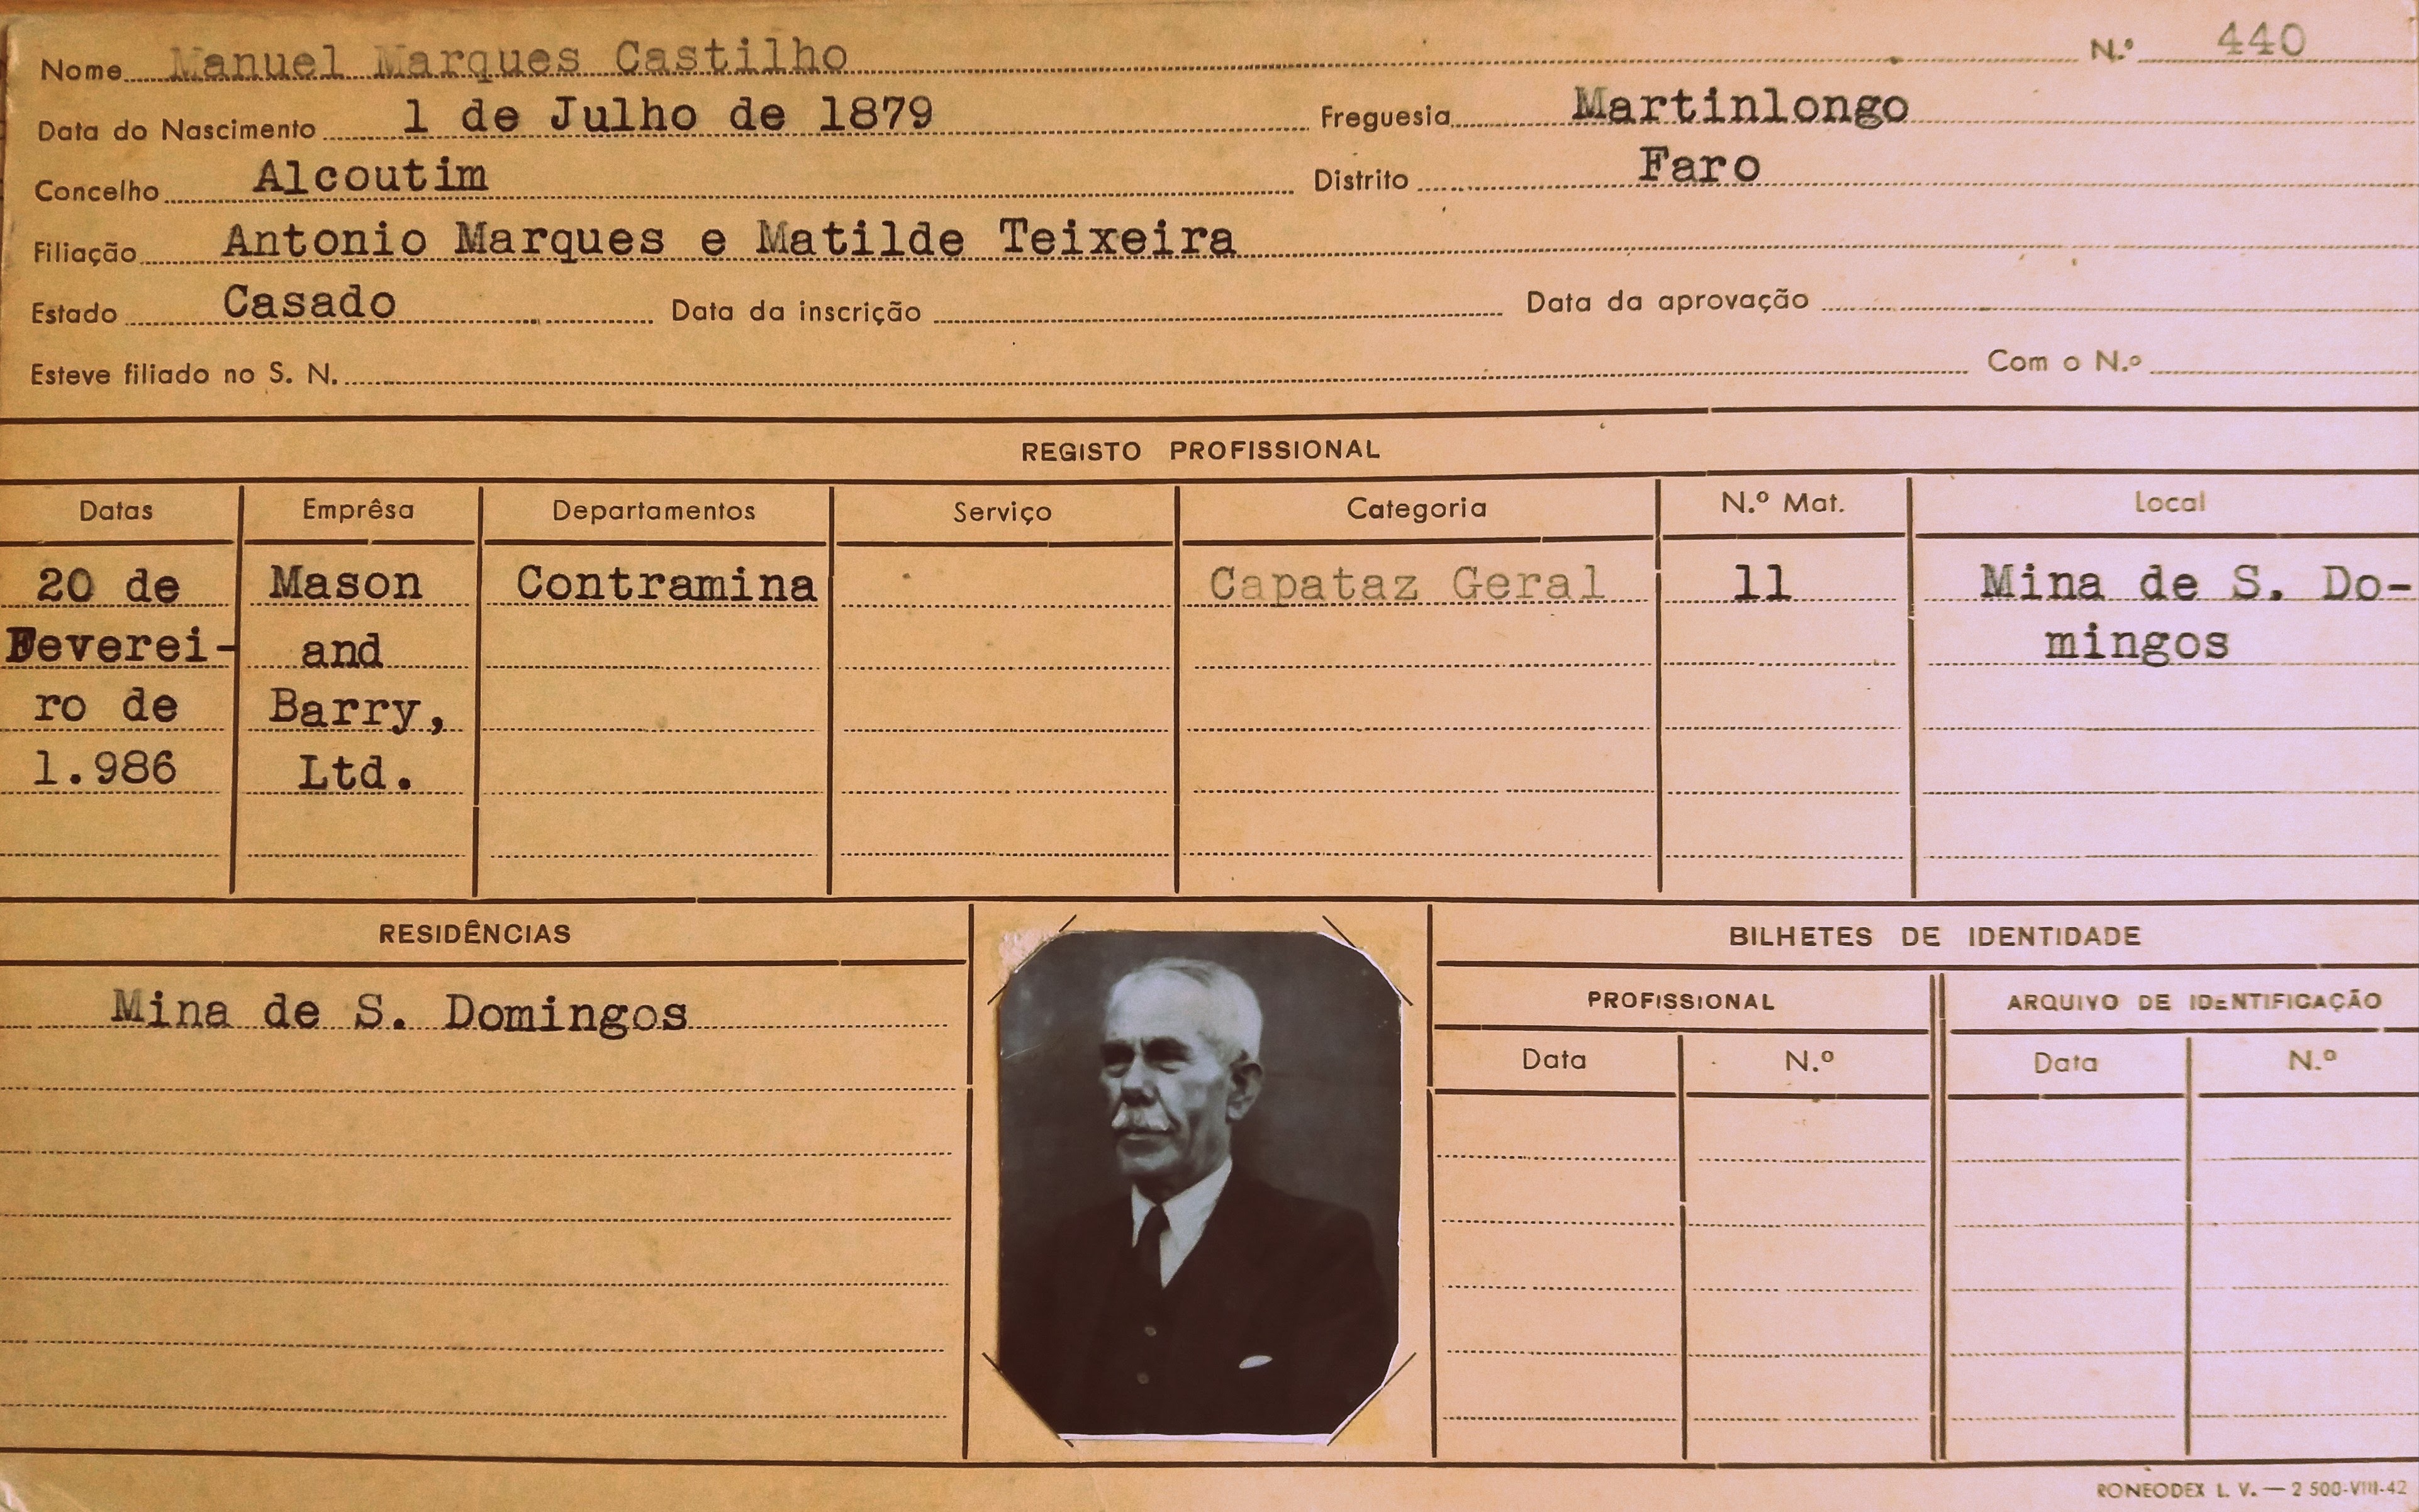 Nome Manuel Marques Castilho N.º 440
Data do Nascimento 1 de Julho de 1879 Freguesia Martinlongo
Concelho Alcoutim Distrito Faro
Filiação Antonio Marques e Matilde Teixeira
Estado Casado Data da inscrição Data da aprovação
Esteve filiado no S. N. Com o N.º
REGISTO PROFISSIONAL
Datas Emprêsa Departamentos Serviço Categoria N.º Mat. Local
20 de Mason Contramina Capataz Geral 11 Mina de S. Do-
Feverei- and mingos
ro de Barry,
1.986 Ltd.
RESIDÊNCIAS BILHETES DE IDENTIDADE
Mina de S. Domingos PROFISSIONAL ARQUIVO DE IDENTIFICAÇÃO
Data N.º Data N.º
RONEODEX L. V. — 2 500-VIII-42